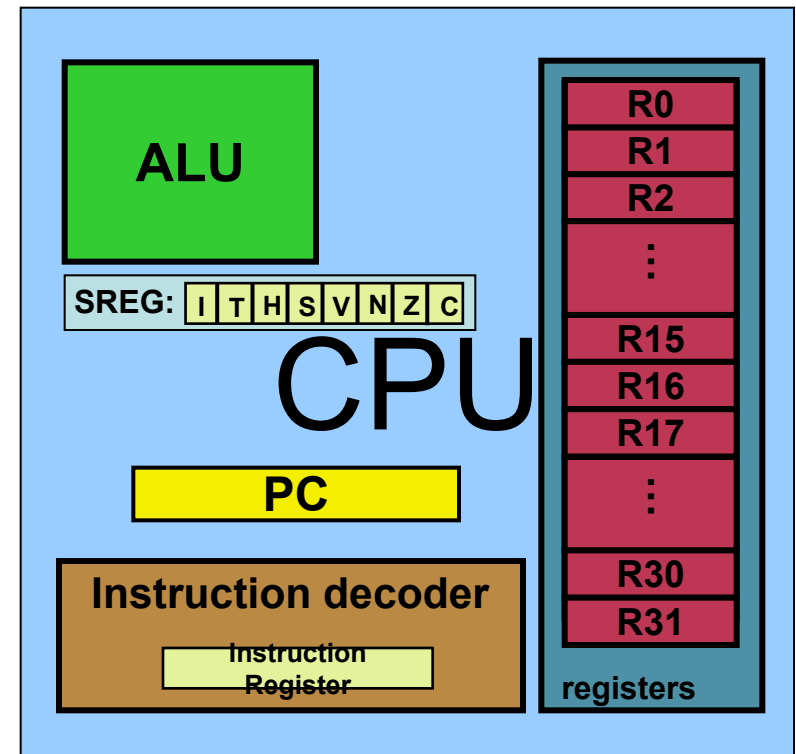 ALU
SREG: I T H S V N Z C
CPU
PC
Instruction decoder
Instruction
Register
R0
R1
R2
⋮
R15
R16
R17
⋮
R30
R31
registers